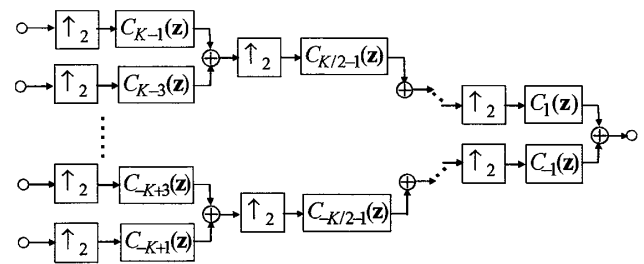 ↑2 C_{K-1}(z)
↑2 C_{K/2-1}(z)
↑2 C_{K-3}(z)
↑2 C_1(z)
↑2 C_{-1}(z)
↑2 C_{-K+3}(z)
↑2 C_{-K/2-1}(z)
↑2 C_{-K+1}(z)